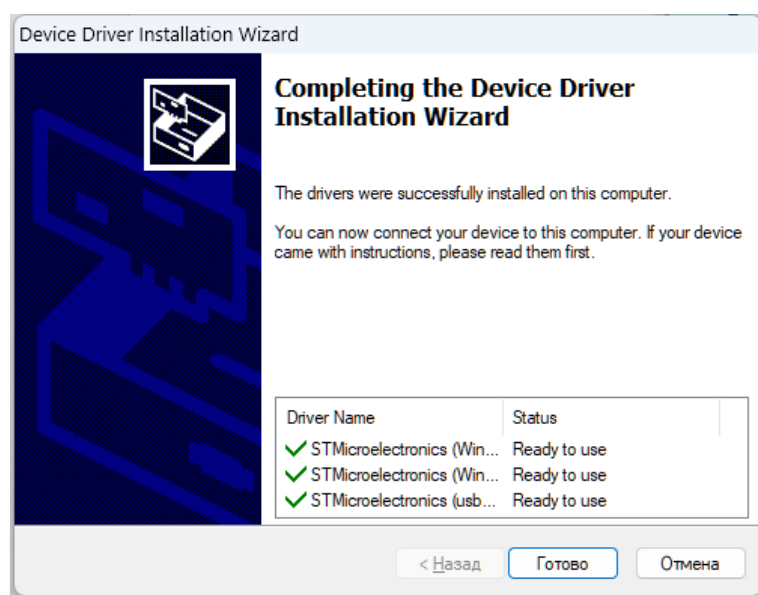 Device Driver Installation Wizard
Completing the Device Driver
Installation Wizard
The drivers were successfully installed on this computer.
You can now connect your device to this computer. If your device
came with instructions, please read them first.
Driver Name Status
STMicroelectronics (Win... Ready to use
STMicroelectronics (Win... Ready to use
STMicroelectronics (usb... Ready to use
< Назад Готово Отмена